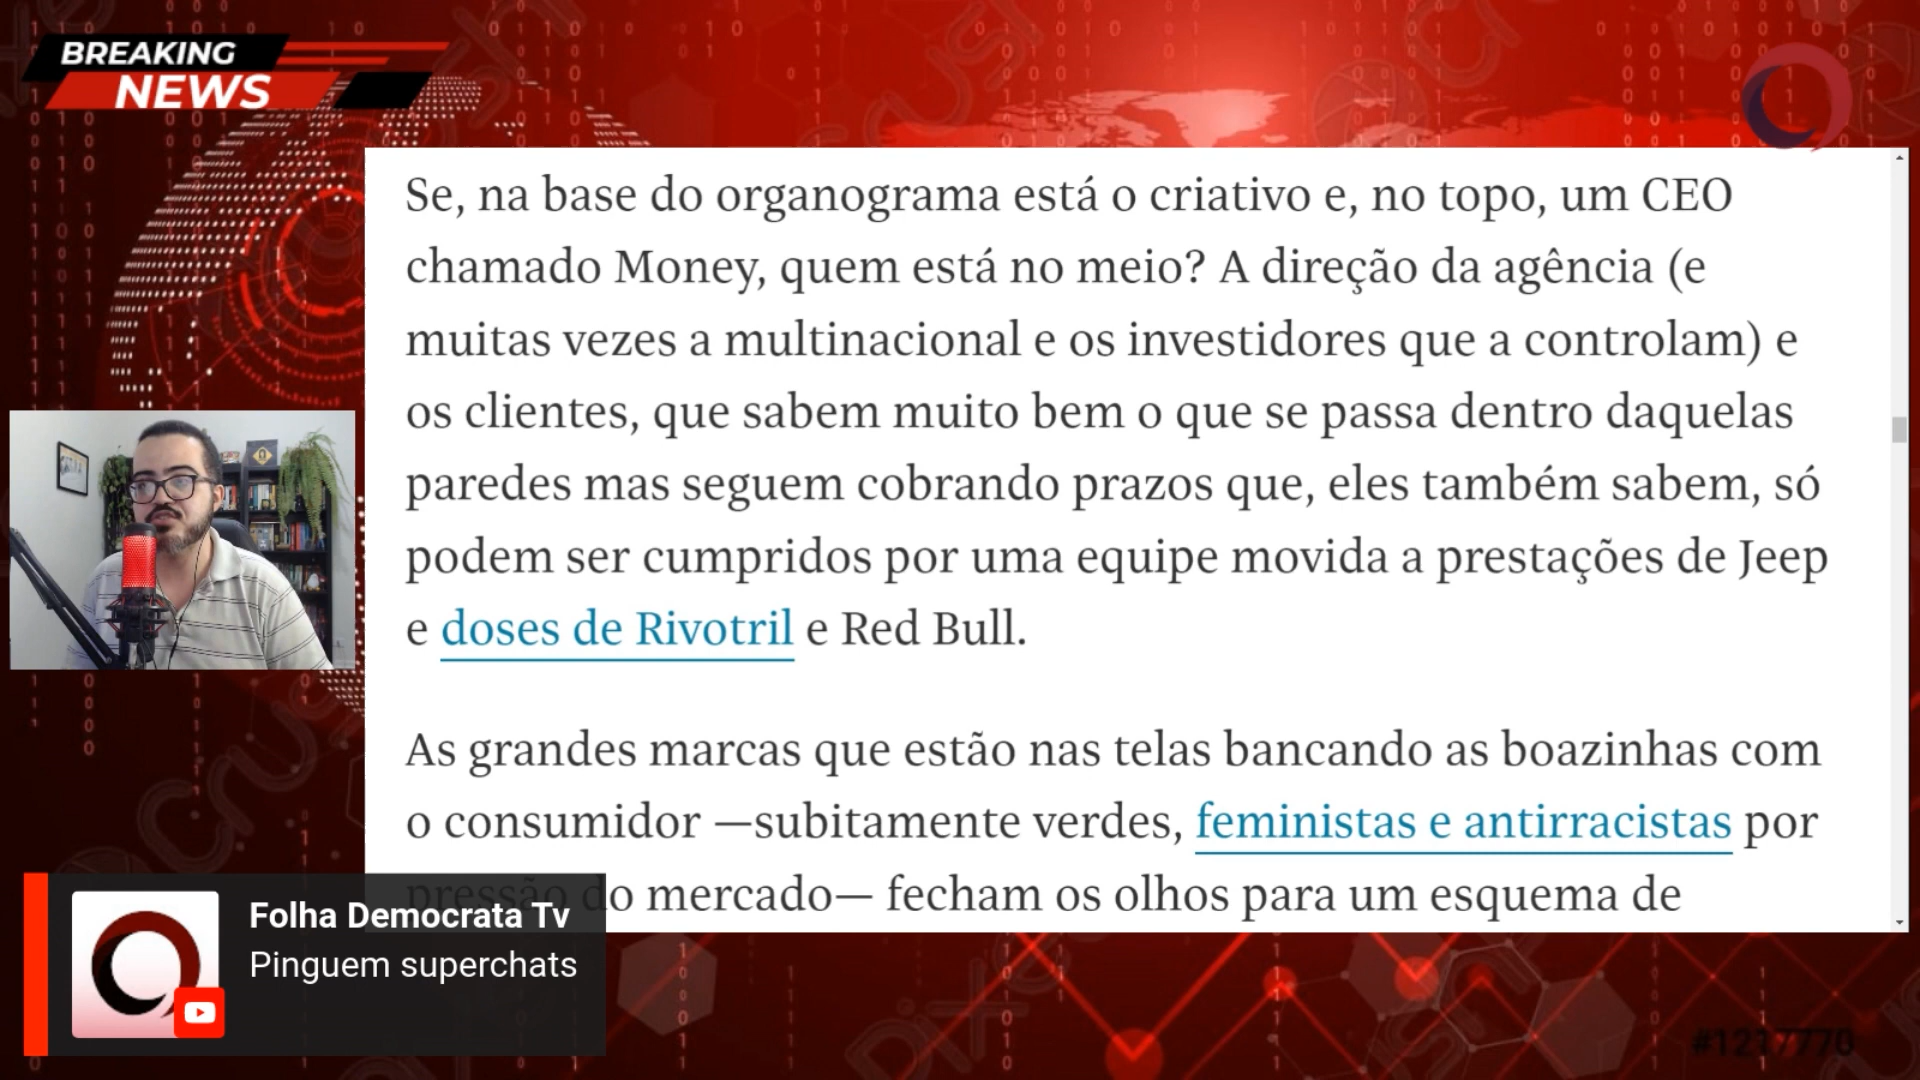 BREAKING
NEWS
Se, na base do organograma está o criativo e, no topo, um CEO
chamado Money, quem está no meio? A direção da agência (e
muitas vezes a multinacional e os investidores que a controlam) e
os clientes, que sabem muito bem o que se passa dentro daquelas
paredes mas seguem cobrando prazos que, eles também sabem, só
podem ser cumpridos por uma equipe movida a prestações de Jeep
e doses de Rivotril e Red Bull.
As grandes marcas que estão nas telas bancando as boazinhas com
o consumidor —subitamente verdes, feministas e antirracistas por
pressão do mercado— fecham os olhos para um esquema de
Folha Democrata Tv
Pinguem superchats
#1217770